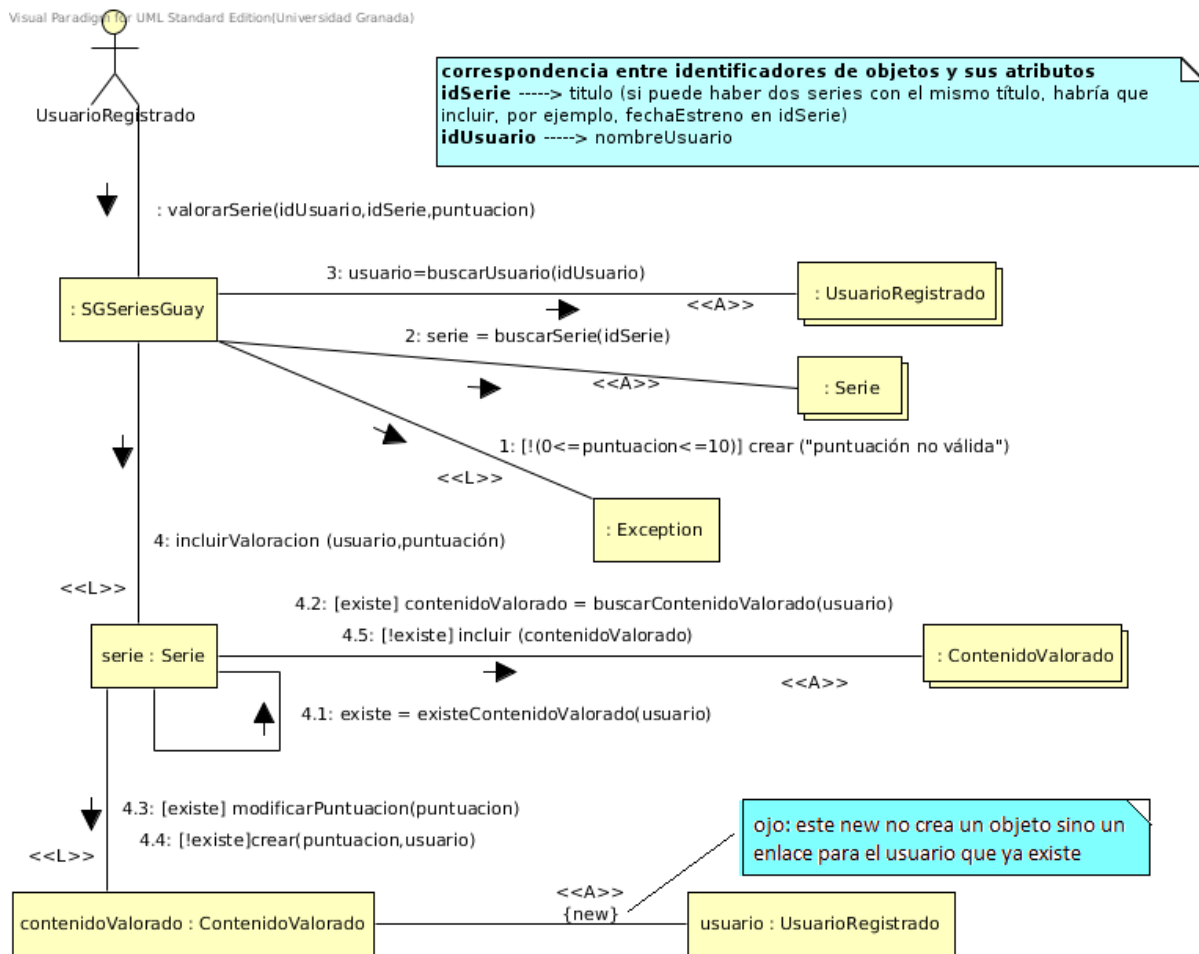 Visual Paradigm for UML Standard Edition(Universidad Granada)
UsuarioRegistrado
correspondencia entre identificadores de objetos y sus atributos
idSerie -----> titulo (si puede haber dos series con el mismo título, habría que
incluir, por ejemplo, fechaEstreno en idSerie)
idUsuario -----> nombreUsuario
: valorarSerie(idUsuario,idSerie,puntuacion)
3: usuario=buscarUsuario(idUsuario)
: UsuarioRegistrado
<<A>>
: SGSeriesGuay
2: serie = buscarSerie(idSerie)
<<A>>
: Serie
1: [!(0<=puntuacion<=10)] crear ("puntuación no válida")
<<L>>
: Exception
4: incluirValoracion (usuario,puntuación)
<<L>>
4.2: [existe] contenidoValorado = buscarContenidoValorado(usuario)
4.5: [!existe] incluir (contenidoValorado)
serie : Serie
: ContenidoValorado
<<A>>
4.1: existe = existeContenidoValorado(usuario)
4.3: [existe] modificarPuntuacion(puntuacion)
4.4: [!existe]crear(puntuacion,usuario)
<<L>>
ojo: este new no crea un objeto sino un
enlace para el usuario que ya existe
<<A>>
{new}
contenidoValorado : ContenidoValorado
usuario : UsuarioRegistrado